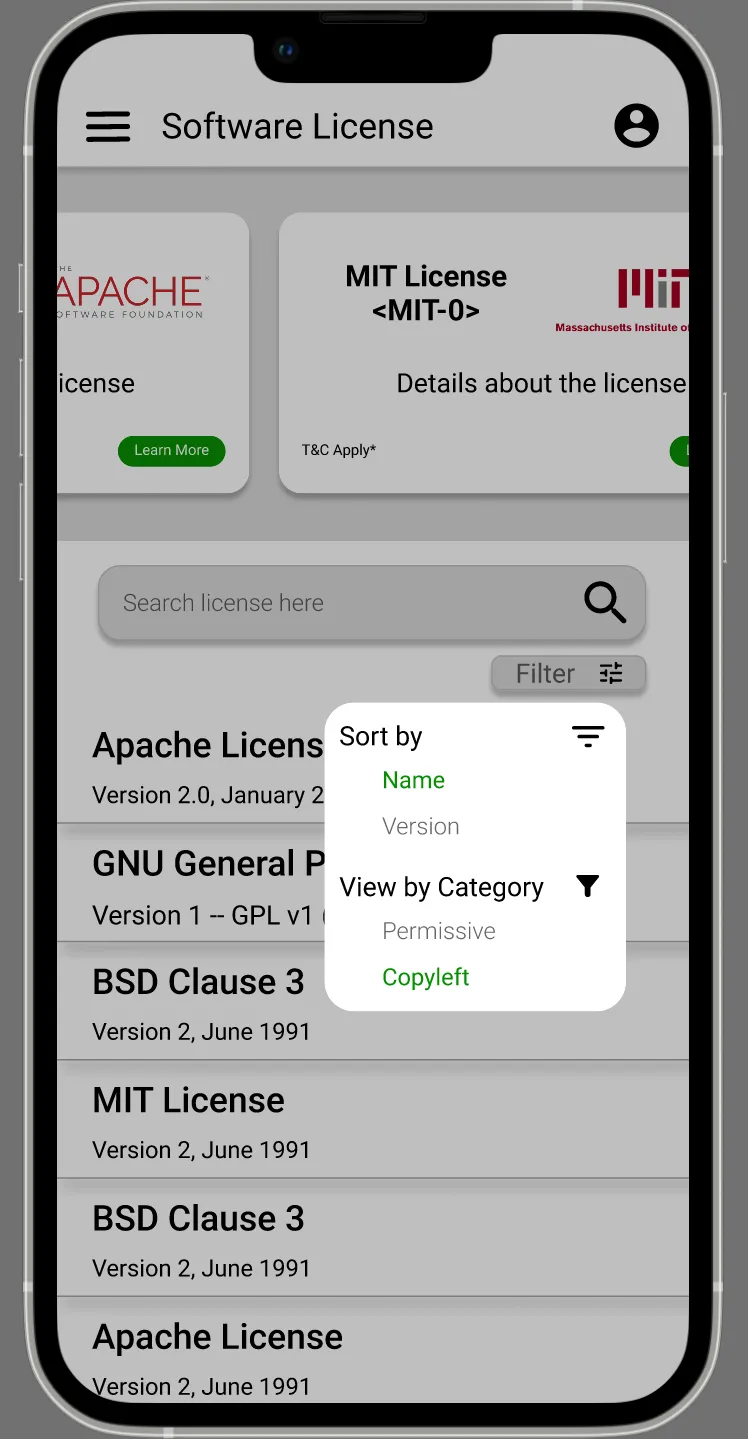 Software License
THE
APACHE
SOFTWARE FOUNDATION
icense
Learn More
MIT License
<MIT-0>
MIT
Massachusetts Institute of
Details about the license
T&C Apply*
L
Search license here
Filter
Sort by
Name
Version
View by Category
Permissive
Copyleft
Apache Licens
Version 2.0, January 2
GNU General P
Version 1 -- GPL v1 (
BSD Clause 3
Version 2, June 1991
MIT License
Version 2, June 1991
BSD Clause 3
Version 2, June 1991
Apache License
Version 2, June 1991